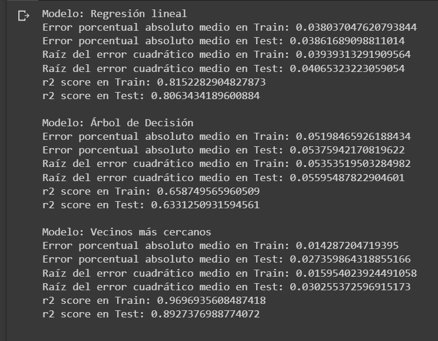 Modelo: Regresión lineal
Error porcentual absoluto medio en Train: 0.038037047620793844
Error porcentual absoluto medio en Test: 0.03861689098811014
Raíz del error cuadrático medio en Train: 0.03939313291909564
Raíz del error cuadrático medio en Test: 0.04065323223059054
r2 score en Train: 0.8152282904827873
r2 score en Test: 0.8063434189600884
Modelo: Árbol de Decisión
Error porcentual absoluto medio en Train: 0.05198465926188434
Error porcentual absoluto medio en Test: 0.05375942170819622
Raíz del error cuadrático medio en Train: 0.05353519503284982
Raíz del error cuadrático medio en Test: 0.05595487822904601
r2 score en Train: 0.658749565960509
r2 score en Test: 0.6331250931594561
Modelo: Vecinos más cercanos
Error porcentual absoluto medio en Train: 0.014287204719395
Error porcentual absoluto medio en Test: 0.027359864318855166
Raíz del error cuadrático medio en Train: 0.015954023924491058
Raíz del error cuadrático medio en Test: 0.030255372596915173
r2 score en Train: 0.9696935608487418
r2 score en Test: 0.8927376988774072